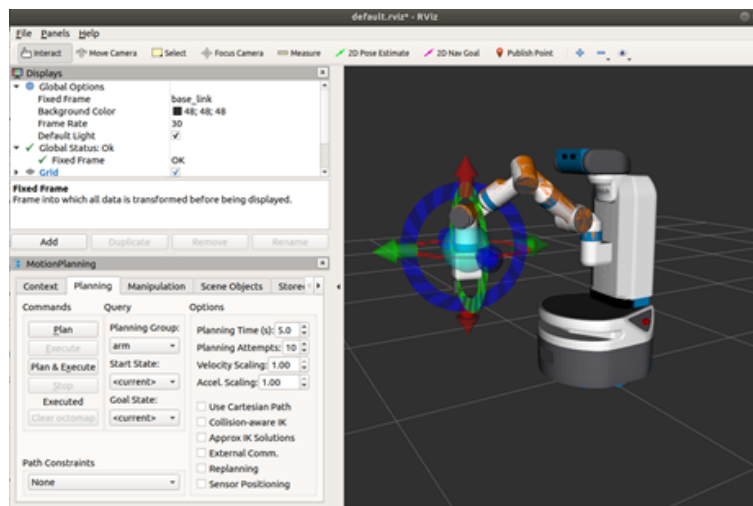 default.rviz* - RViz
File Panels Help
Interact Move Camera Select Focus Camera Measure 2D Pose Estimate 2D Nav Goal Publish Point
Displays
Global Options
Fixed Frame base_link
Background Color 48; 48; 48
Frame Rate 30
Default Light
Global Status: Ok
Fixed Frame OK
Grid
Fixed Frame
Frame into which all data is transformed before being displayed.
Add Duplicate Remove Rename
MotionPlanning
Context Planning Manipulation Scene Objects Store
Commands Query Options
Plan Planning Group: Planning Time (s): 5.0
Execute arm Planning Attempts: 10
Plan & Execute Start State: Velocity Scaling: 1.00
Stop <current> Accel. Scaling: 1.00
Executed Goal State: Use Cartesian Path
Clear octomap <current> Collision-aware IK
Approx IK Solutions
External Comm.
Path Constraints Replanning
None Sensor Positioning